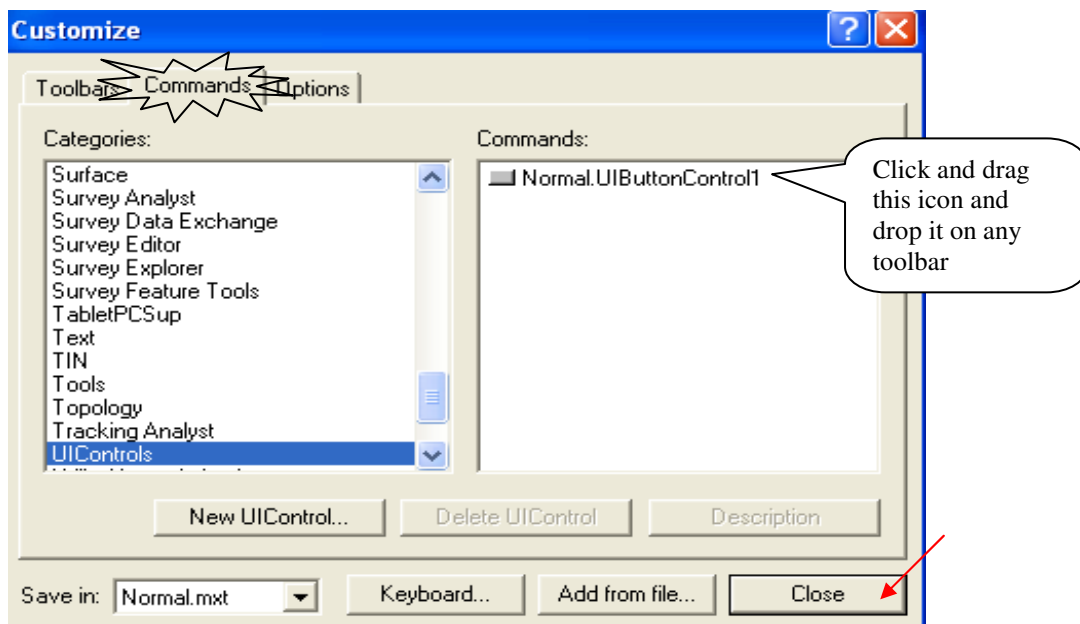 Customize
Toolbars Commands Options
Categories:
Surface
Survey Analyst
Survey Data Exchange
Survey Editor
Survey Explorer
Survey Feature Tools
TabletPCSup
Text
TIN
Tools
Topology
Tracking Analyst
UIControls
Commands:
Normal.UIButtonControl1
Click and drag
this icon and
drop it on any
toolbar
New UIControl...
Delete UIControl
Description
Save in: Normal.mxt
Keyboard...
Add from file...
Close